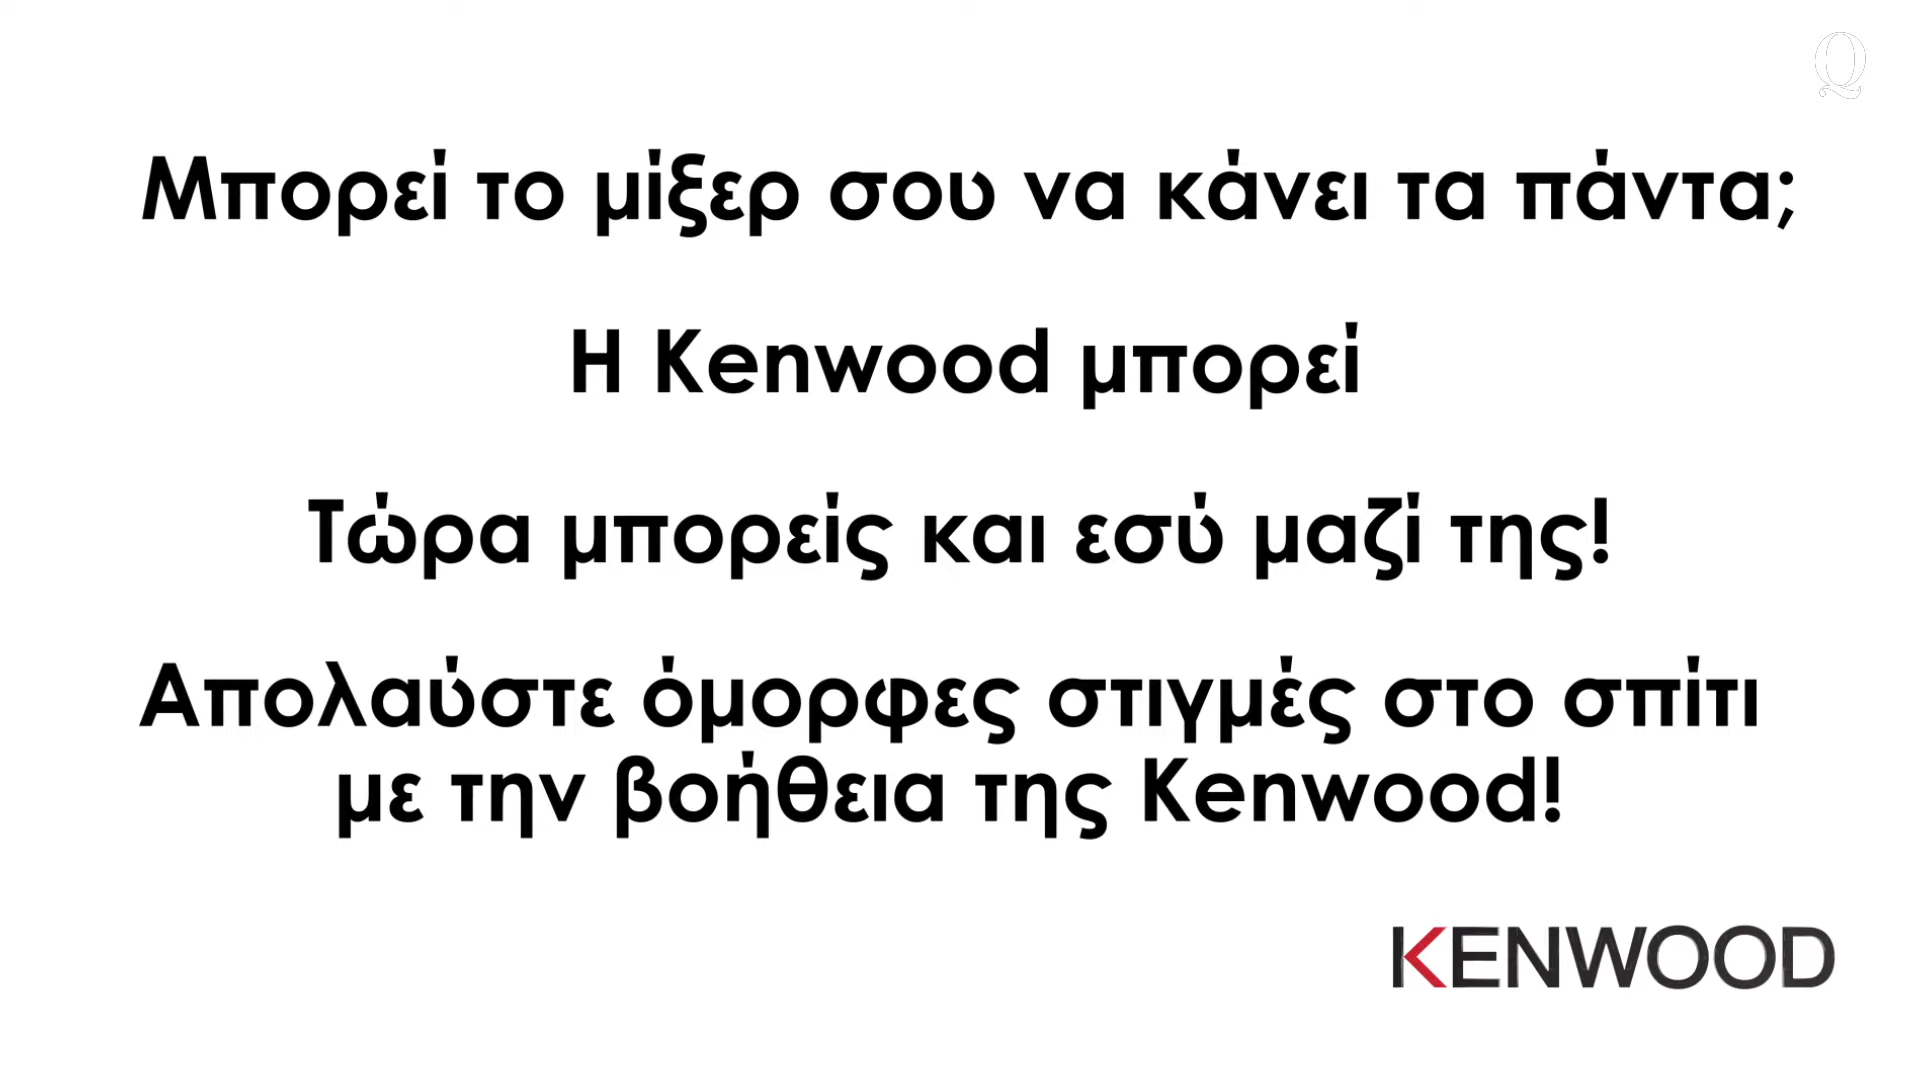 Q
Μπορεί το μίξερ σου να κάνει τα πάντα;
Η Kenwood μπορεί
Τώρα μπορείς και εσύ μαζί της!
Απολαύστε όμορφες στιγμές στο σπίτι
με την βοήθεια της Kenwood!
KENWOOD